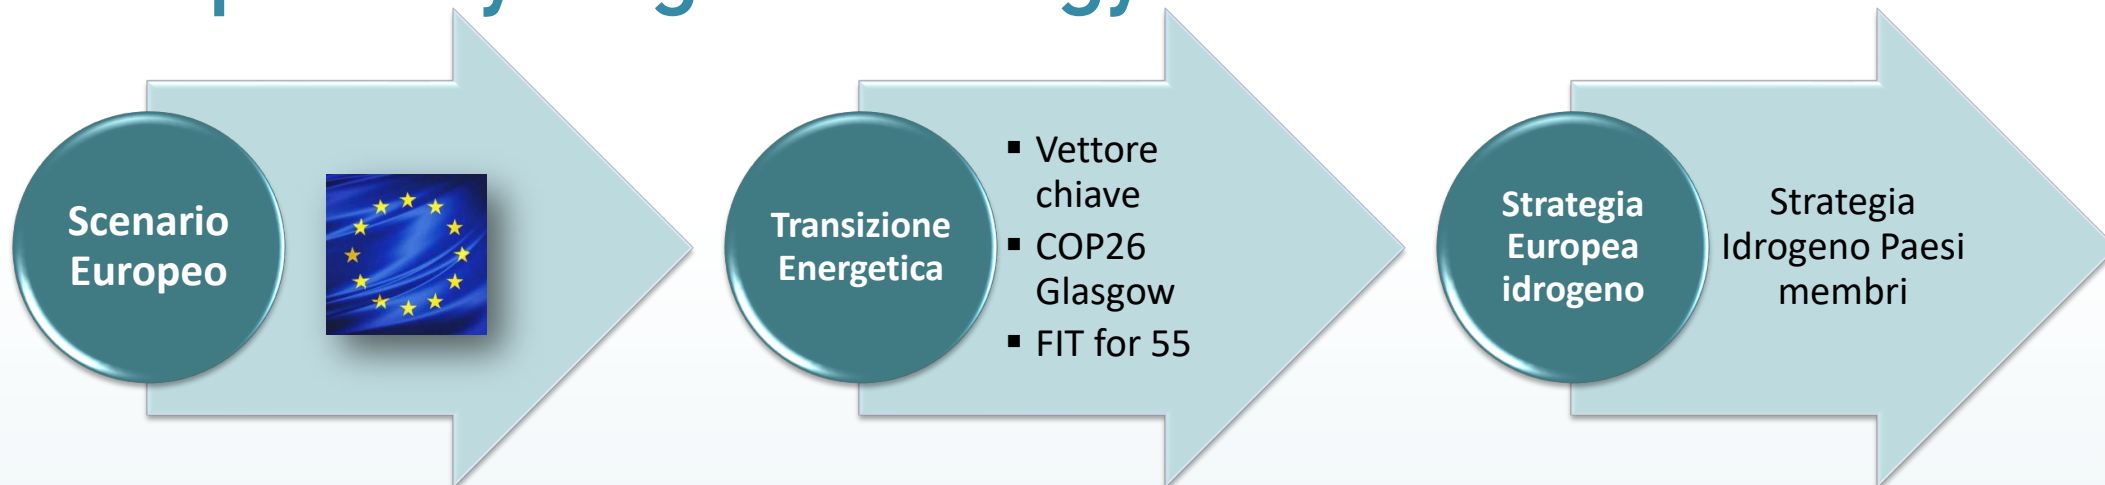 Scenario
Europeo
Transizione
Energetica
▪ Vettore
chiave
▪ COP26
Glasgow
▪ FIT for 55
Strategia
Europea
idrogeno
Strategia
Idrogeno Paesi
membri